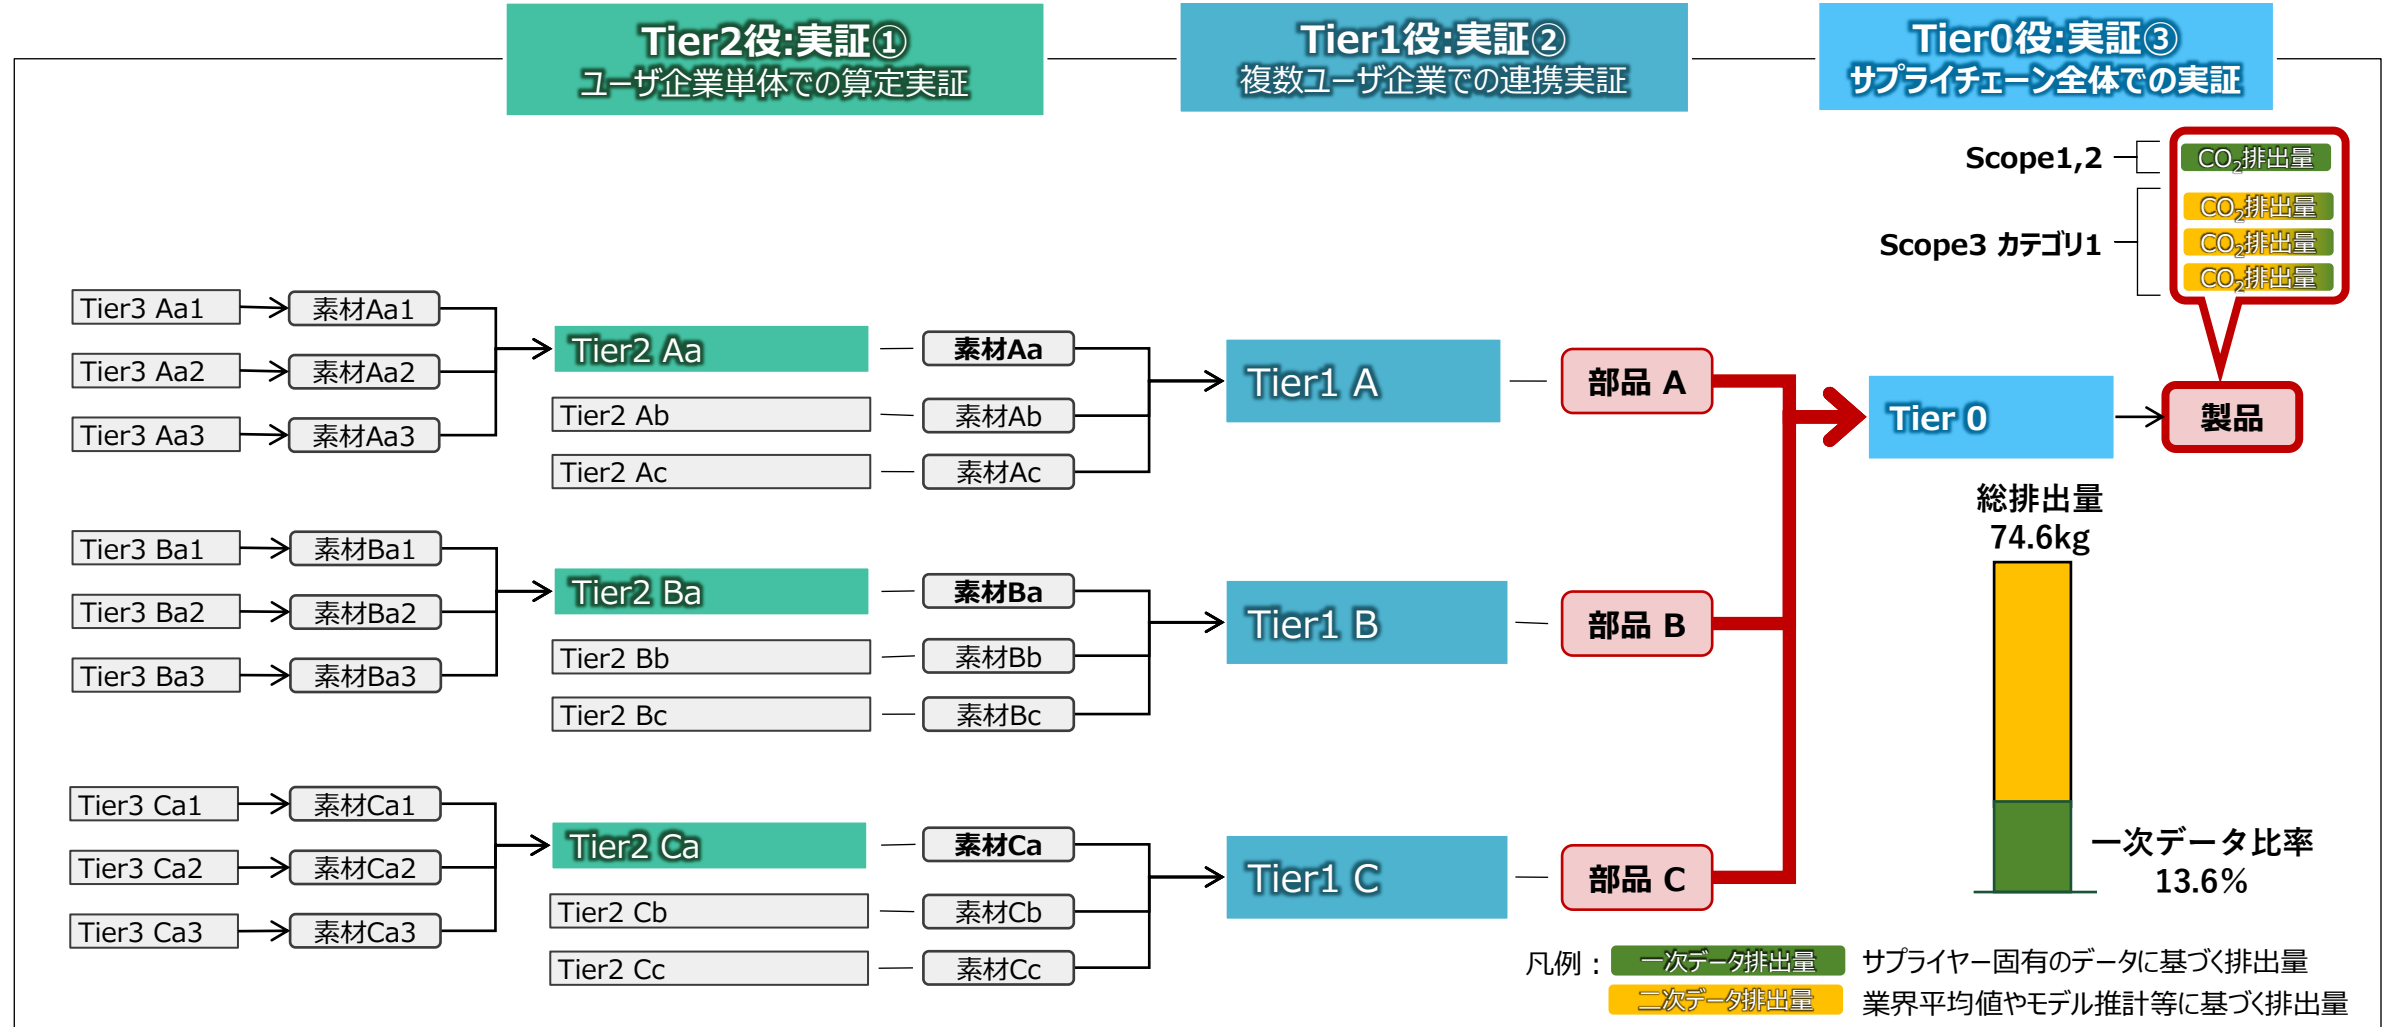 Tier2役:実証①
ユーザ企業単体での算定実証
Tier1役:実証②
複数ユーザ企業での連携実証
Tier0役:実証③
サプライチェーン全体での実証
Scope1,2
CO₂排出量
Scope3 カテゴリ1
CO₂排出量
CO₂排出量
CO₂排出量
Tier3 Aa1
素材Aa1
Tier3 Aa2
素材Aa2
Tier3 Aa3
素材Aa3
Tier2 Aa
素材Aa
Tier2 Ab
素材Ab
Tier2 Ac
素材Ac
Tier1 A
部品 A
Tier 0
製品
Tier3 Ba1
素材Ba1
Tier3 Ba2
素材Ba2
Tier3 Ba3
素材Ba3
Tier2 Ba
素材Ba
Tier2 Bb
素材Bb
Tier2 Bc
素材Bc
Tier1 B
部品 B
Tier3 Ca1
素材Ca1
Tier3 Ca2
素材Ca2
Tier3 Ca3
素材Ca3
Tier2 Ca
素材Ca
Tier2 Cb
素材Cb
Tier2 Cc
素材Cc
Tier1 C
部品 C
総排出量
74.6kg
一次データ比率
13.6%
凡例：
一次データ排出量
サプライヤー固有のデータに基づく排出量
二次データ排出量
業界平均値やモデル推計等に基づく排出量